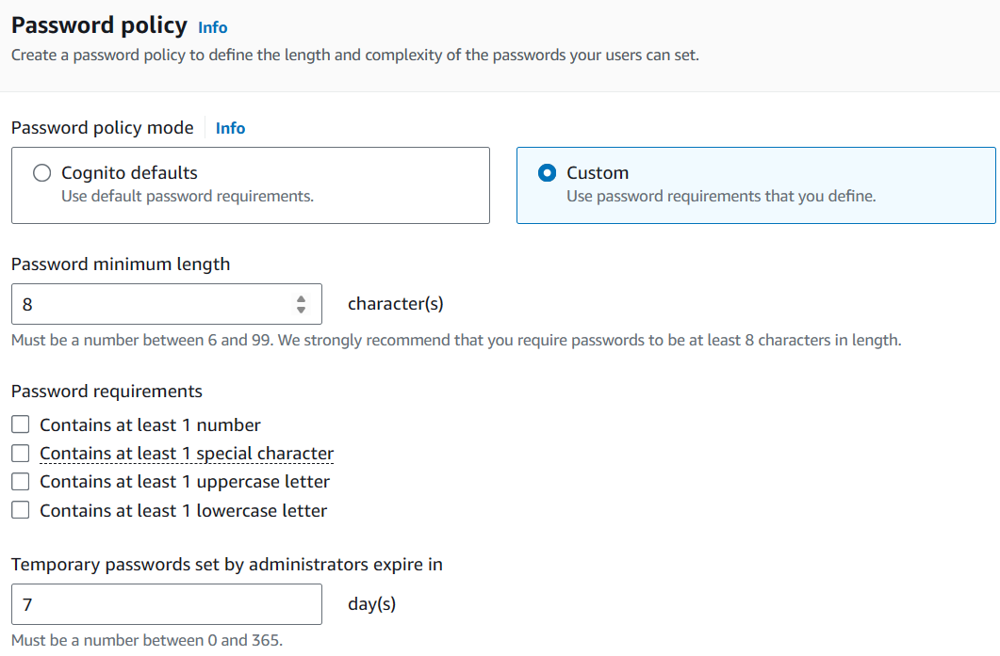 Password policy Info
Create a password policy to define the length and complexity of the passwords your users can set.
Password policy mode Info
Cognito defaults
Use default password requirements.
Custom
Use password requirements that you define.
Password minimum length
8 character(s)
Must be a number between 6 and 99. We strongly recommend that you require passwords to be at least 8 characters in length.
Password requirements
Contains at least 1 number
Contains at least 1 special character
Contains at least 1 uppercase letter
Contains at least 1 lowercase letter
Temporary passwords set by administrators expire in
7 day(s)
Must be a number between 0 and 365.